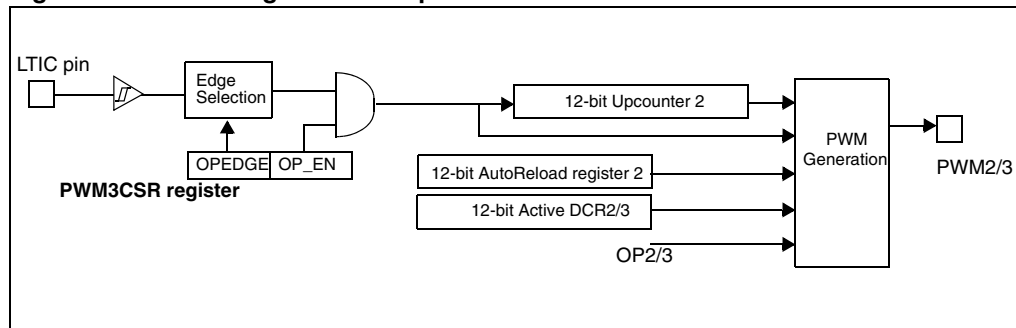 LTIC pin
Edge
Selection
OPEDGE OP_EN
PWM3CSR register
12-bit Upcounter 2
12-bit AutoReload register 2
12-bit Active DCR2/3
OP2/3
PWM
Generation
PWM2/3